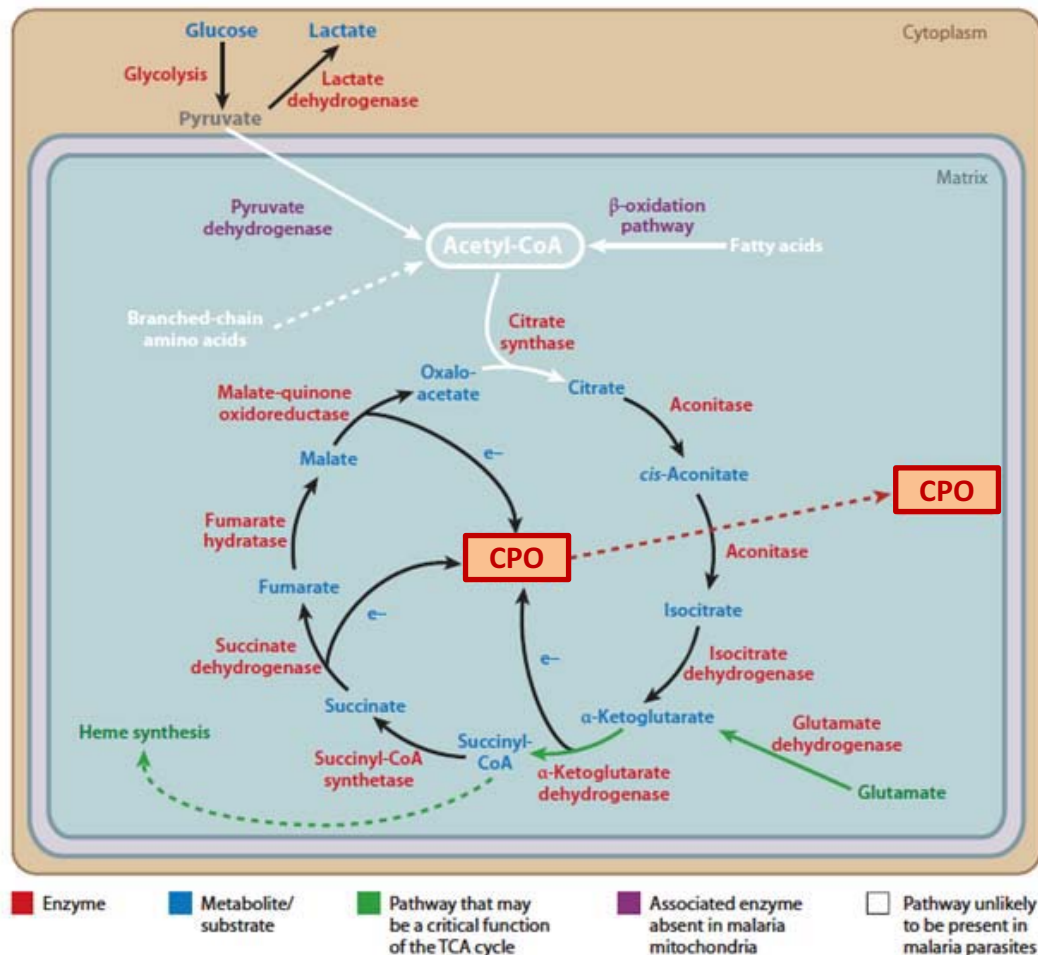 Glucose
Lactate
Cytoplasm
Glycolysis
Lactate
dehydrogenase
Pyruvate
Matrix
Pyruvate
dehydrogenase
β-oxidation
pathway
Acetyl-CoA
Fatty acids
Branched-chain
amino acids
Citrate
synthase
Oxalo-
acetate
Citrate
Malate-quinone
oxidoreductase
Aconitase
Malate
e–
cis-Aconitate
CPO
Fumarate
hydratase
CPO
Aconitase
Fumarate
e–
Isocitrate
Succinate
dehydrogenase
e–
Isocitrate
dehydrogenase
Succinate
α-Ketoglutarate
Heme synthesis
Succinyl-CoA
synthetase
Succinyl-
CoA
α-Ketoglutarate
dehydrogenase
Glutamate
dehydrogenase
Glutamate
Enzyme
Metabolite/
substrate
Pathway that may
be a critical function
of the TCA cycle
Associated enzyme
absent in malaria
mitochondria
Pathway unlikely
to be present in
malaria parasites